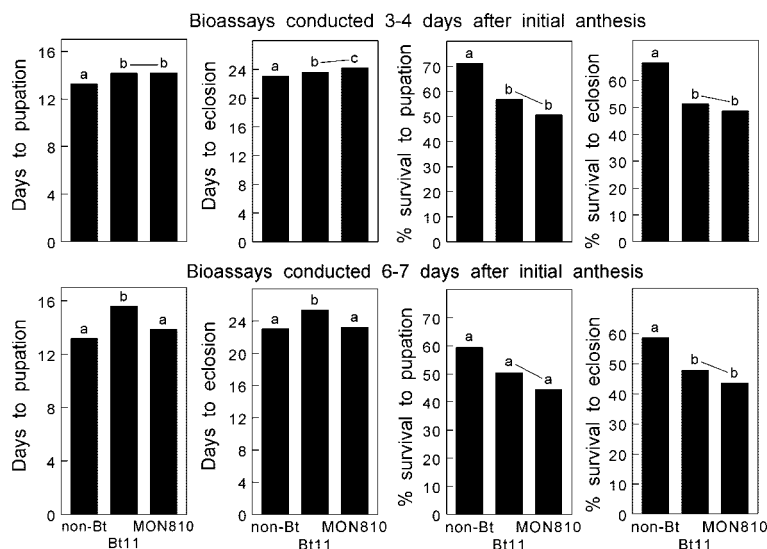 Bioassays conducted 3-4 days after initial anthesis
Days to pupation
16
12
8
4
0
a
b
b
Days to eclosion
28
24
20
16
12
8
4
0
a
b
c
% survival to pupation
70
60
50
40
30
20
10
0
a
b
b
% survival to eclosion
60
50
40
30
20
10
0
a
b
b
Bioassays conducted 6-7 days after initial anthesis
Days to pupation
16
12
8
4
0
a
b
a
Days to eclosion
28
24
20
16
12
8
4
0
a
b
a
% survival to pupation
70
60
50
40
30
20
10
0
a
a
a
% survival to eclosion
60
50
40
30
20
10
0
a
b
b
non-Bt MON810
Bt11
non-Bt MON810
Bt11
non-Bt MON810
Bt11
non-Bt MON810
Bt11